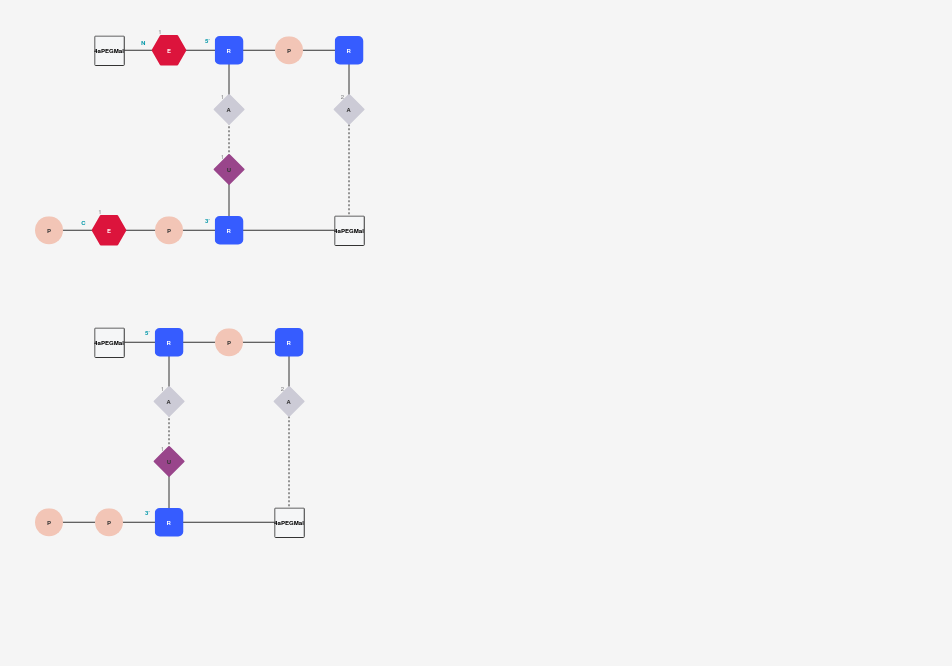 1
N 5'
4aPEGMal E R P R
1 2
A A
1
U
1
C 3'
P E P R 4aPEGMal
5'
4aPEGMal R P R
1 2
A A
1
U
3'
P P R 4aPEGMal